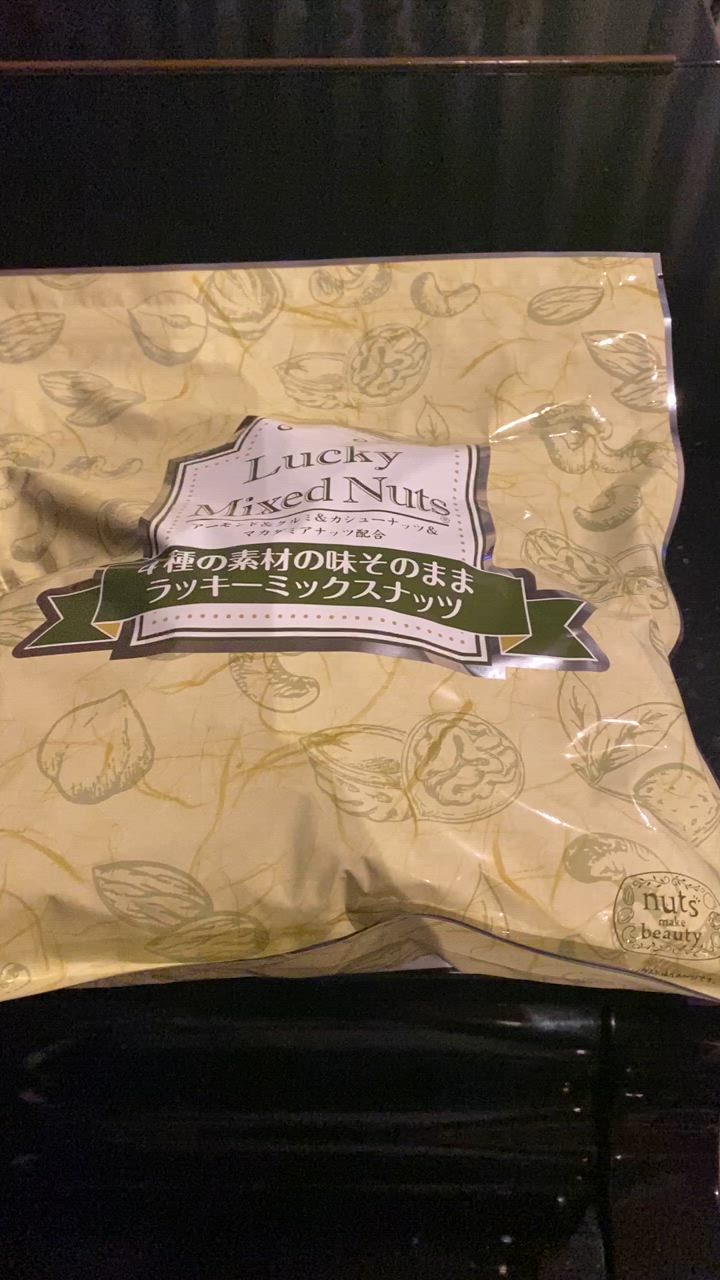 Lucky
Mixed Nuts®
アーモンド&クルミ&カシューナッツ&
マカダミアナッツ配合
4種の素材の味そのまま
ラッキーミックスナッツ
nuts
make
beauty